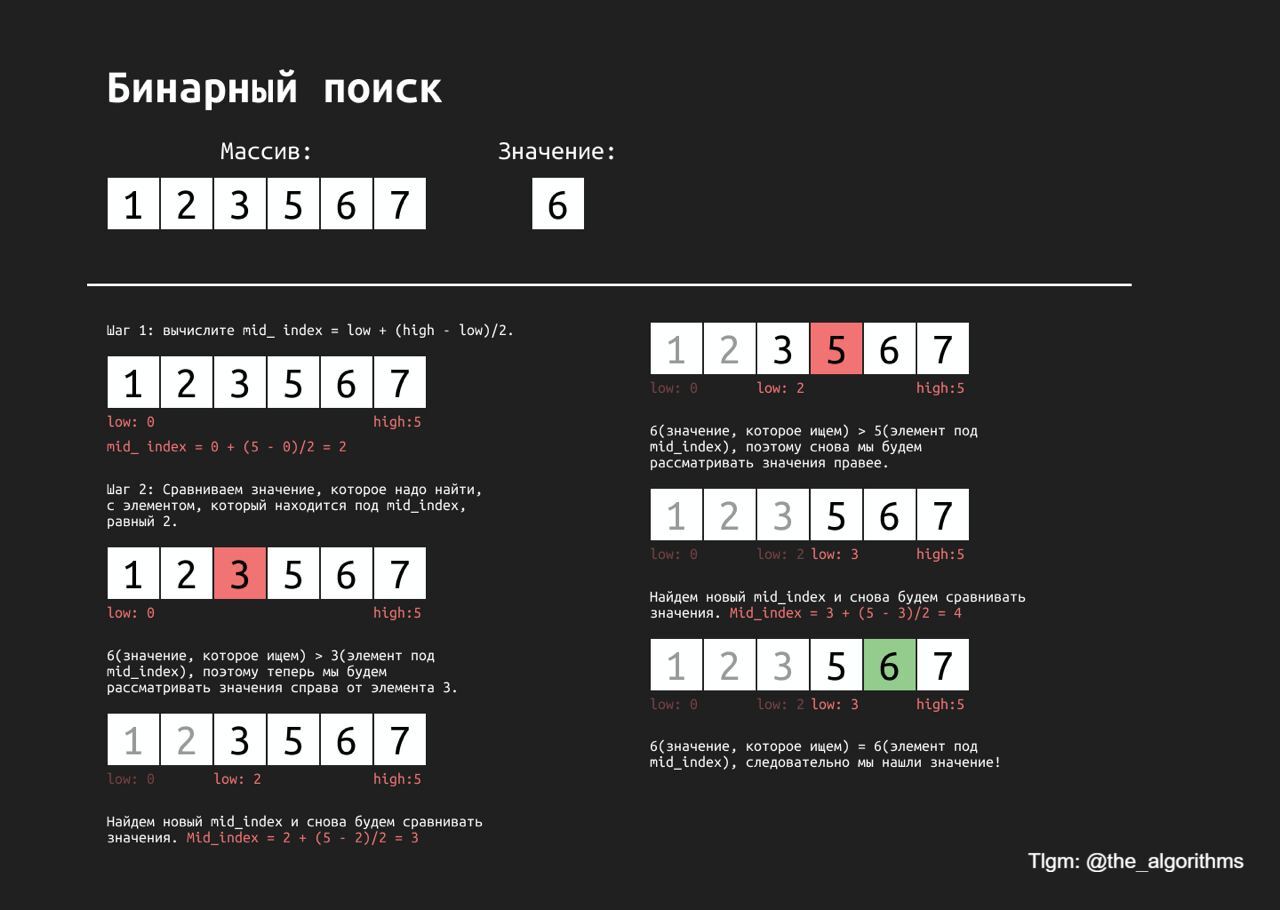 Бинарный поиск
Массив:
Значение:
1 2 3 5 6 7
6
Шаг 1: вычислите mid_ index = low + (high - low)/2.
1 2 3 5 6 7
low: 0 high:5
mid_ index = 0 + (5 - 0)/2 = 2
Шаг 2: Сравниваем значение, которое надо найти,
с элементом, который находится под mid_index,
равный 2.
1 2 3 5 6 7
low: 0 high:5
6(значение, которое ищем) > 3(элемент под
mid_index), поэтому теперь мы будем
рассматривать значения справа от элемента 3.
1 2 3 5 6 7
low: 0 low: 2 high:5
Найдем новый mid_index и снова будем сравнивать
значения. Mid_index = 2 + (5 - 2)/2 = 3
1 2 3 5 6 7
low: 0 low: 2 high:5
6(значение, которое ищем) > 5(элемент под
mid_index), поэтому снова мы будем
рассматривать значения правее.
1 2 3 5 6 7
low: 0 low: 2 low: 3 high:5
Найдем новый mid_index и снова будем сравнивать
значения. Mid_index = 3 + (5 - 3)/2 = 4
1 2 3 5 6 7
low: 0 low: 2 low: 3 high:5
6(значение, которое ищем) = 6(элемент под
mid_index), следовательно мы нашли значение!
Tlgm: @the_algorithms